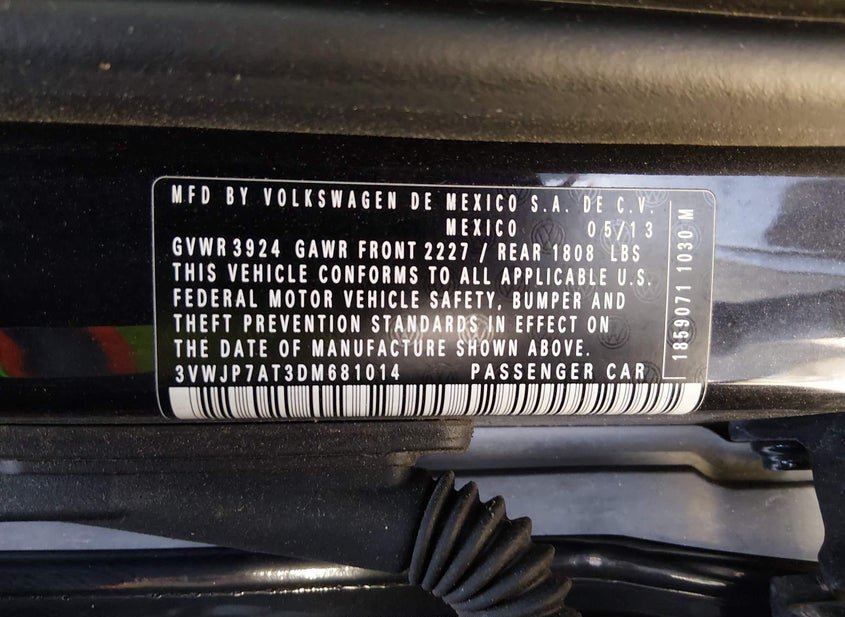 MFD BY VOLKSWAGEN DE MEXICO S.A. DE C.V.
MEXICO 05/13
GVWR 3924 GAWR FRONT 2227 / REAR 1808 LBS
THIS VEHICLE CONFORMS TO ALL APPLICABLE U.S.
FEDERAL MOTOR VEHICLE SAFETY, BUMPER AND
THEFT PREVENTION STANDARDS IN EFFECT ON
THE DATE OF MANUFACTURE SHOWN ABOVE.
3VWJP7AT3DM681014 PASSENGER CAR
1859071 1030 M